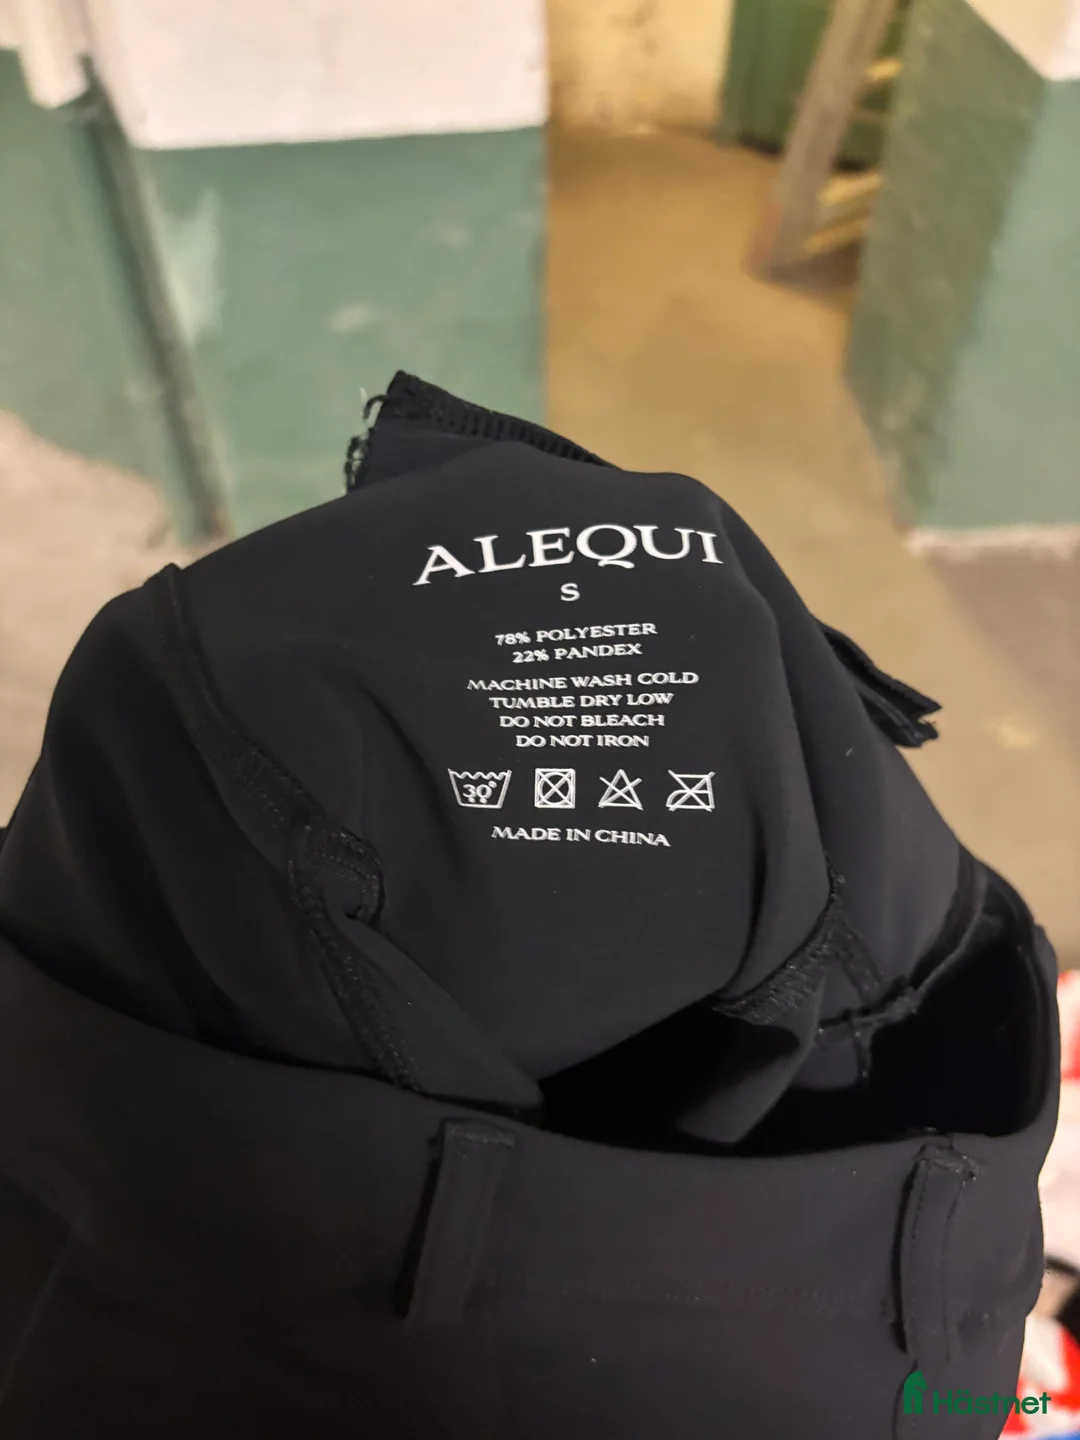 ALEQUI
S
78% POLYESTER
22% PANDEX
MACHINE WASH COLD
TUMBLE DRY LOW
DO NOT BLEACH
DO NOT IRON
30°
MADE IN CHINA
Hästnet